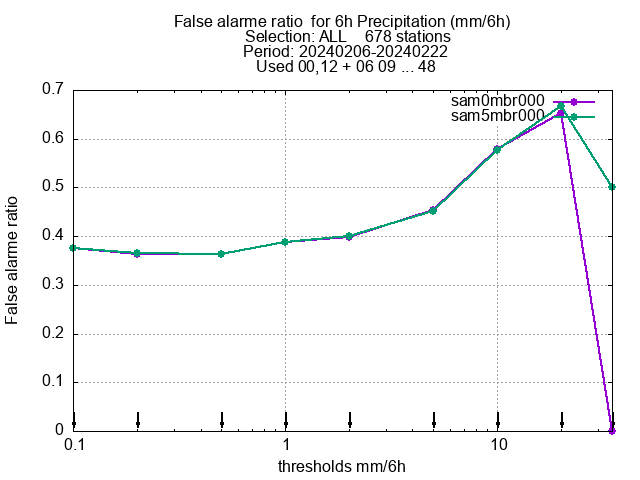 False alarme ratio  for 6h Precipitation (mm/6h)
Selection: ALL    678 stations
Period: 20240206-20240222
Used 00,12 + 06 09 ... 48
sam0mbr000
sam5mbr000
0.7
0.6
0.5
0.4
0.3
0.2
0.1
0
False alarme ratio
0.1 1 10
thresholds mm/6h